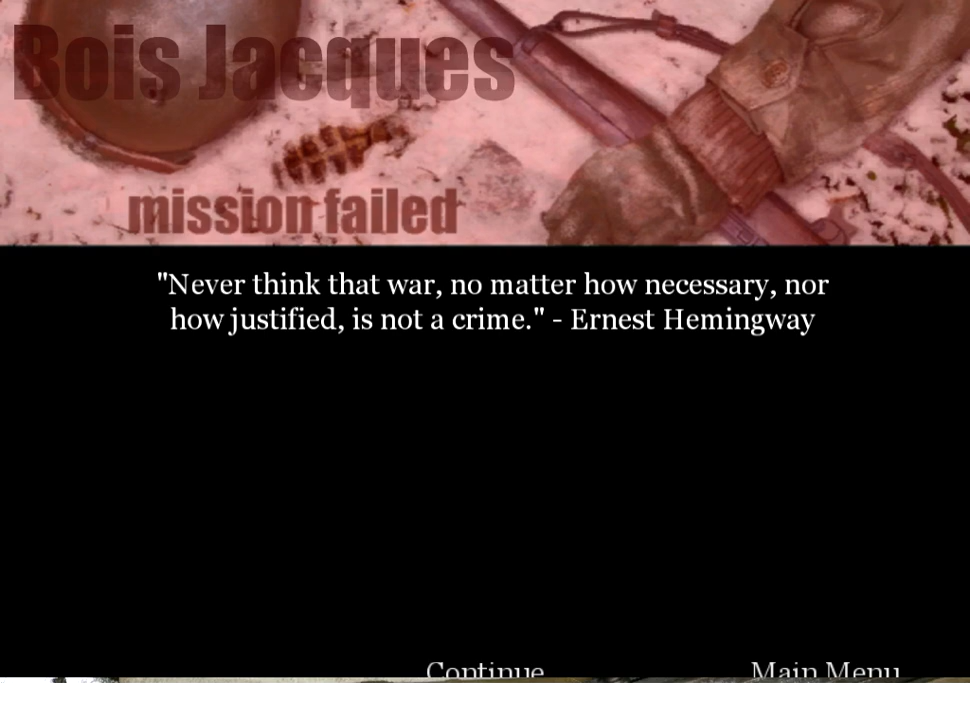 Bois Jacques
mission failed
"Never think that war, no matter how necessary, nor
how justified, is not a crime." - Ernest Hemingway
Continue
Main Menu